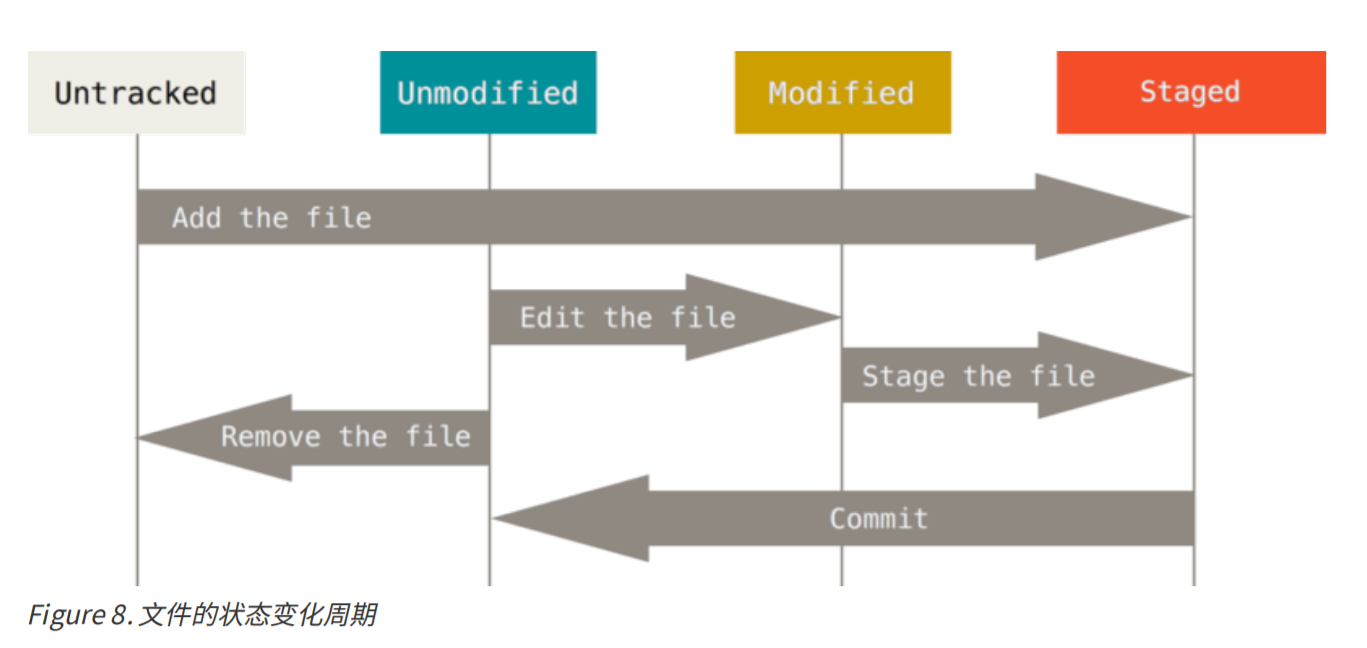 Untracked
Unmodified
Modified
Staged
Add the file
Edit the file
Stage the file
Remove the file
Commit
Figure 8. 文件的状态变化周期